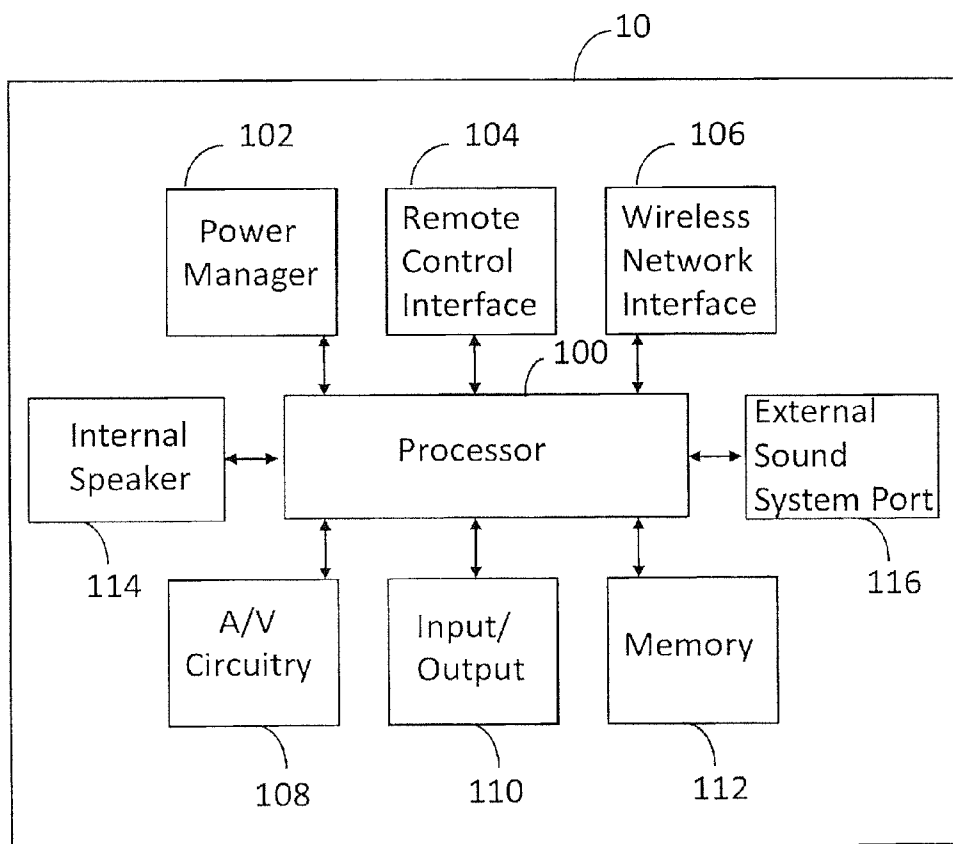 10
102
104
106
Power
Manager
Remote
Control
Interface
Wireless
Network
Interface
100
Internal
Speaker
Processor
External
Sound
System Port
114
116
A/V
Circuitry
Input/
Output
Memory
108
110
112